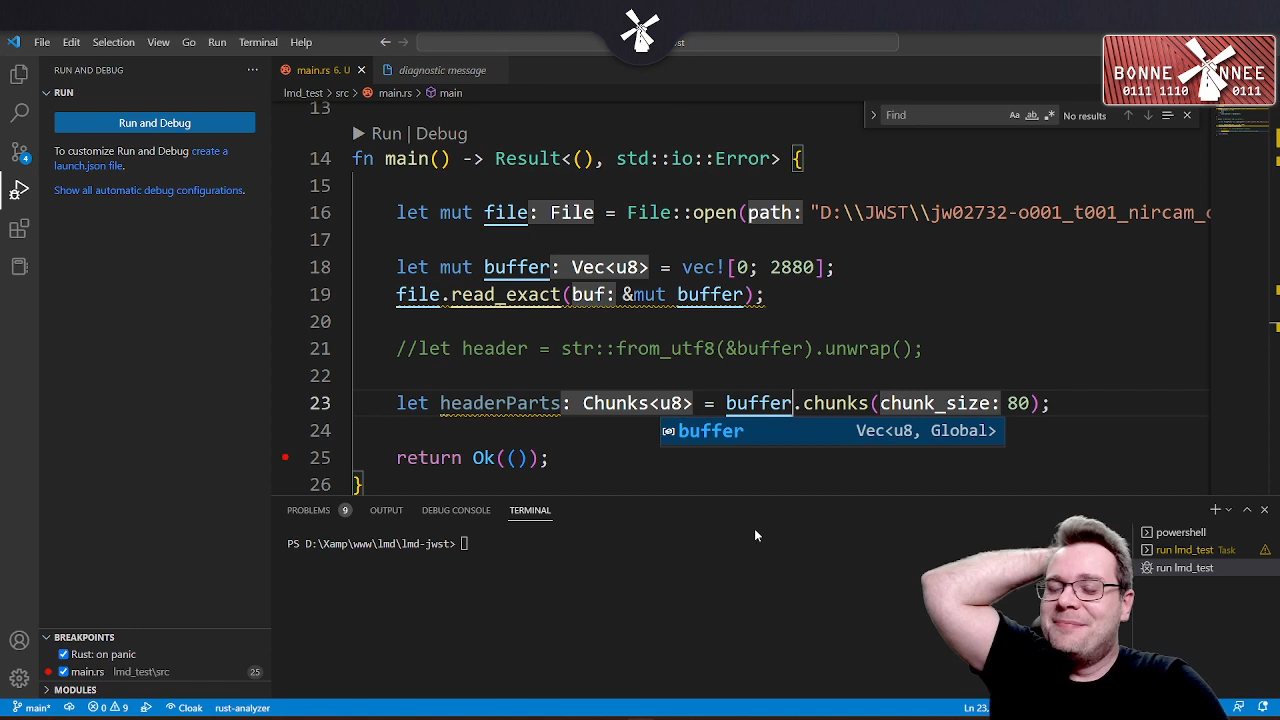 File Edit Selection View Go Run Terminal Help
st
BONNE NNEE
0111 1110 0111
RUN AND DEBUG
RUN
Run and Debug
To customize Run and Debug create a
launch.json file.
Show all automatic debug configurations.
4
main.rs 6, U
diagnostic message
lmd_test > src > main.rs > main
Find
Aa ab
No results
13
Run | Debug
14 fn main() -> Result<(), std::io::Error> {
15
16 let mut file: File = File::open(path: "D:\\JWST\\jw02732-o001_t001_nircam_c
17
18 let mut buffer: Vec<u8> = vec![0; 2880];
19 file.read_exact(buf: &mut buffer);
20
21 //let header = str::from_utf8(&buffer).unwrap();
22
23 let headerParts: Chunks<u8> = buffer.chunks(chunk_size: 80);
buffer Vec<u8, Global>
24
25 return Ok(());
26 }
PROBLEMS 9 OUTPUT DEBUG CONSOLE TERMINAL
PS D:\Xamp\www\lmd\lmd-jwst>
powershell
run lmd_test Task
run lmd_test
BREAKPOINTS
Rust: on panic
main.rs lmd_test\src 25
MODULES
main* 0 9 Cloak rust-analyzer
Ln 23,